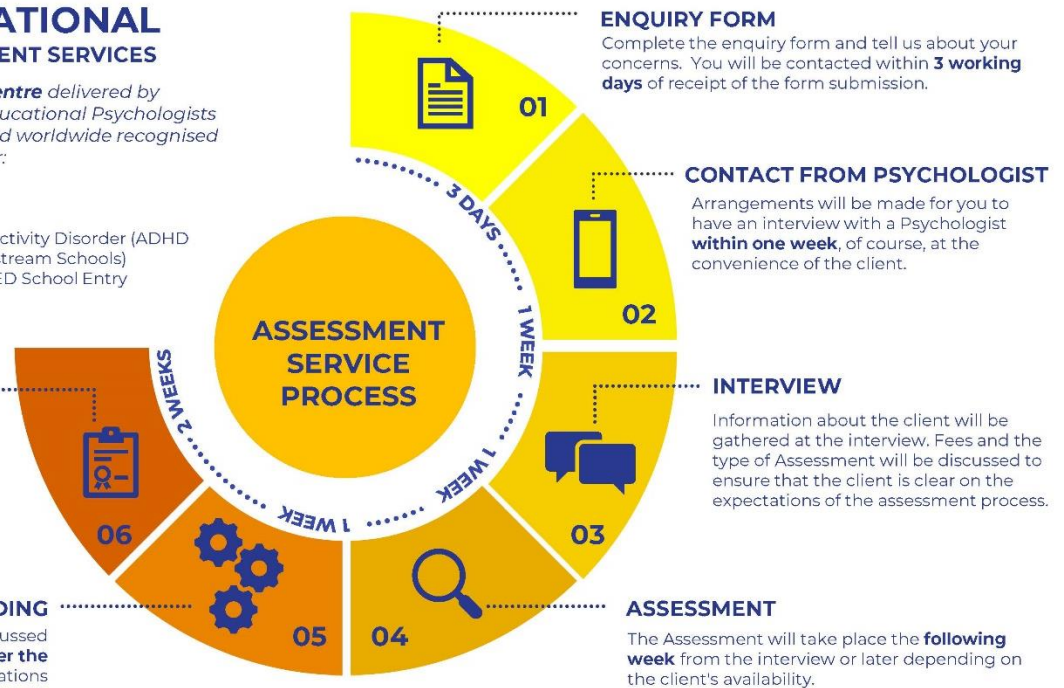 ATIONAL
ENT SERVICES
entre delivered by
ucational Psychologists
d worldwide recognised
r:
ctivity Disorder (ADHD
stream Schools)
ED School Entry
ENQUIRY FORM
Complete the enquiry form and tell us about your
concerns. You will be contacted within 3 working
days of receipt of the form submission.
01
3 DAYS
CONTACT FROM PSYCHOLOGIST
Arrangements will be made for you to
have an interview with a Psychologist
within one week, of course, at the
convenience of the client.
02
1 WEEK
ASSESSMENT
SERVICE
PROCESS
INTERVIEW
Information about the client will be
gathered at the interview. Fees and the
type of Assessment will be discussed to
ensure that the client is clear on the
expectations of the assessment process.
03
1 WEEK
ASSESSMENT
The Assessment will take place the following
week from the interview or later depending on
the client's availability.
04
1 WEEK
05
DING
cussed
er the
ations
2 WEEKS
06